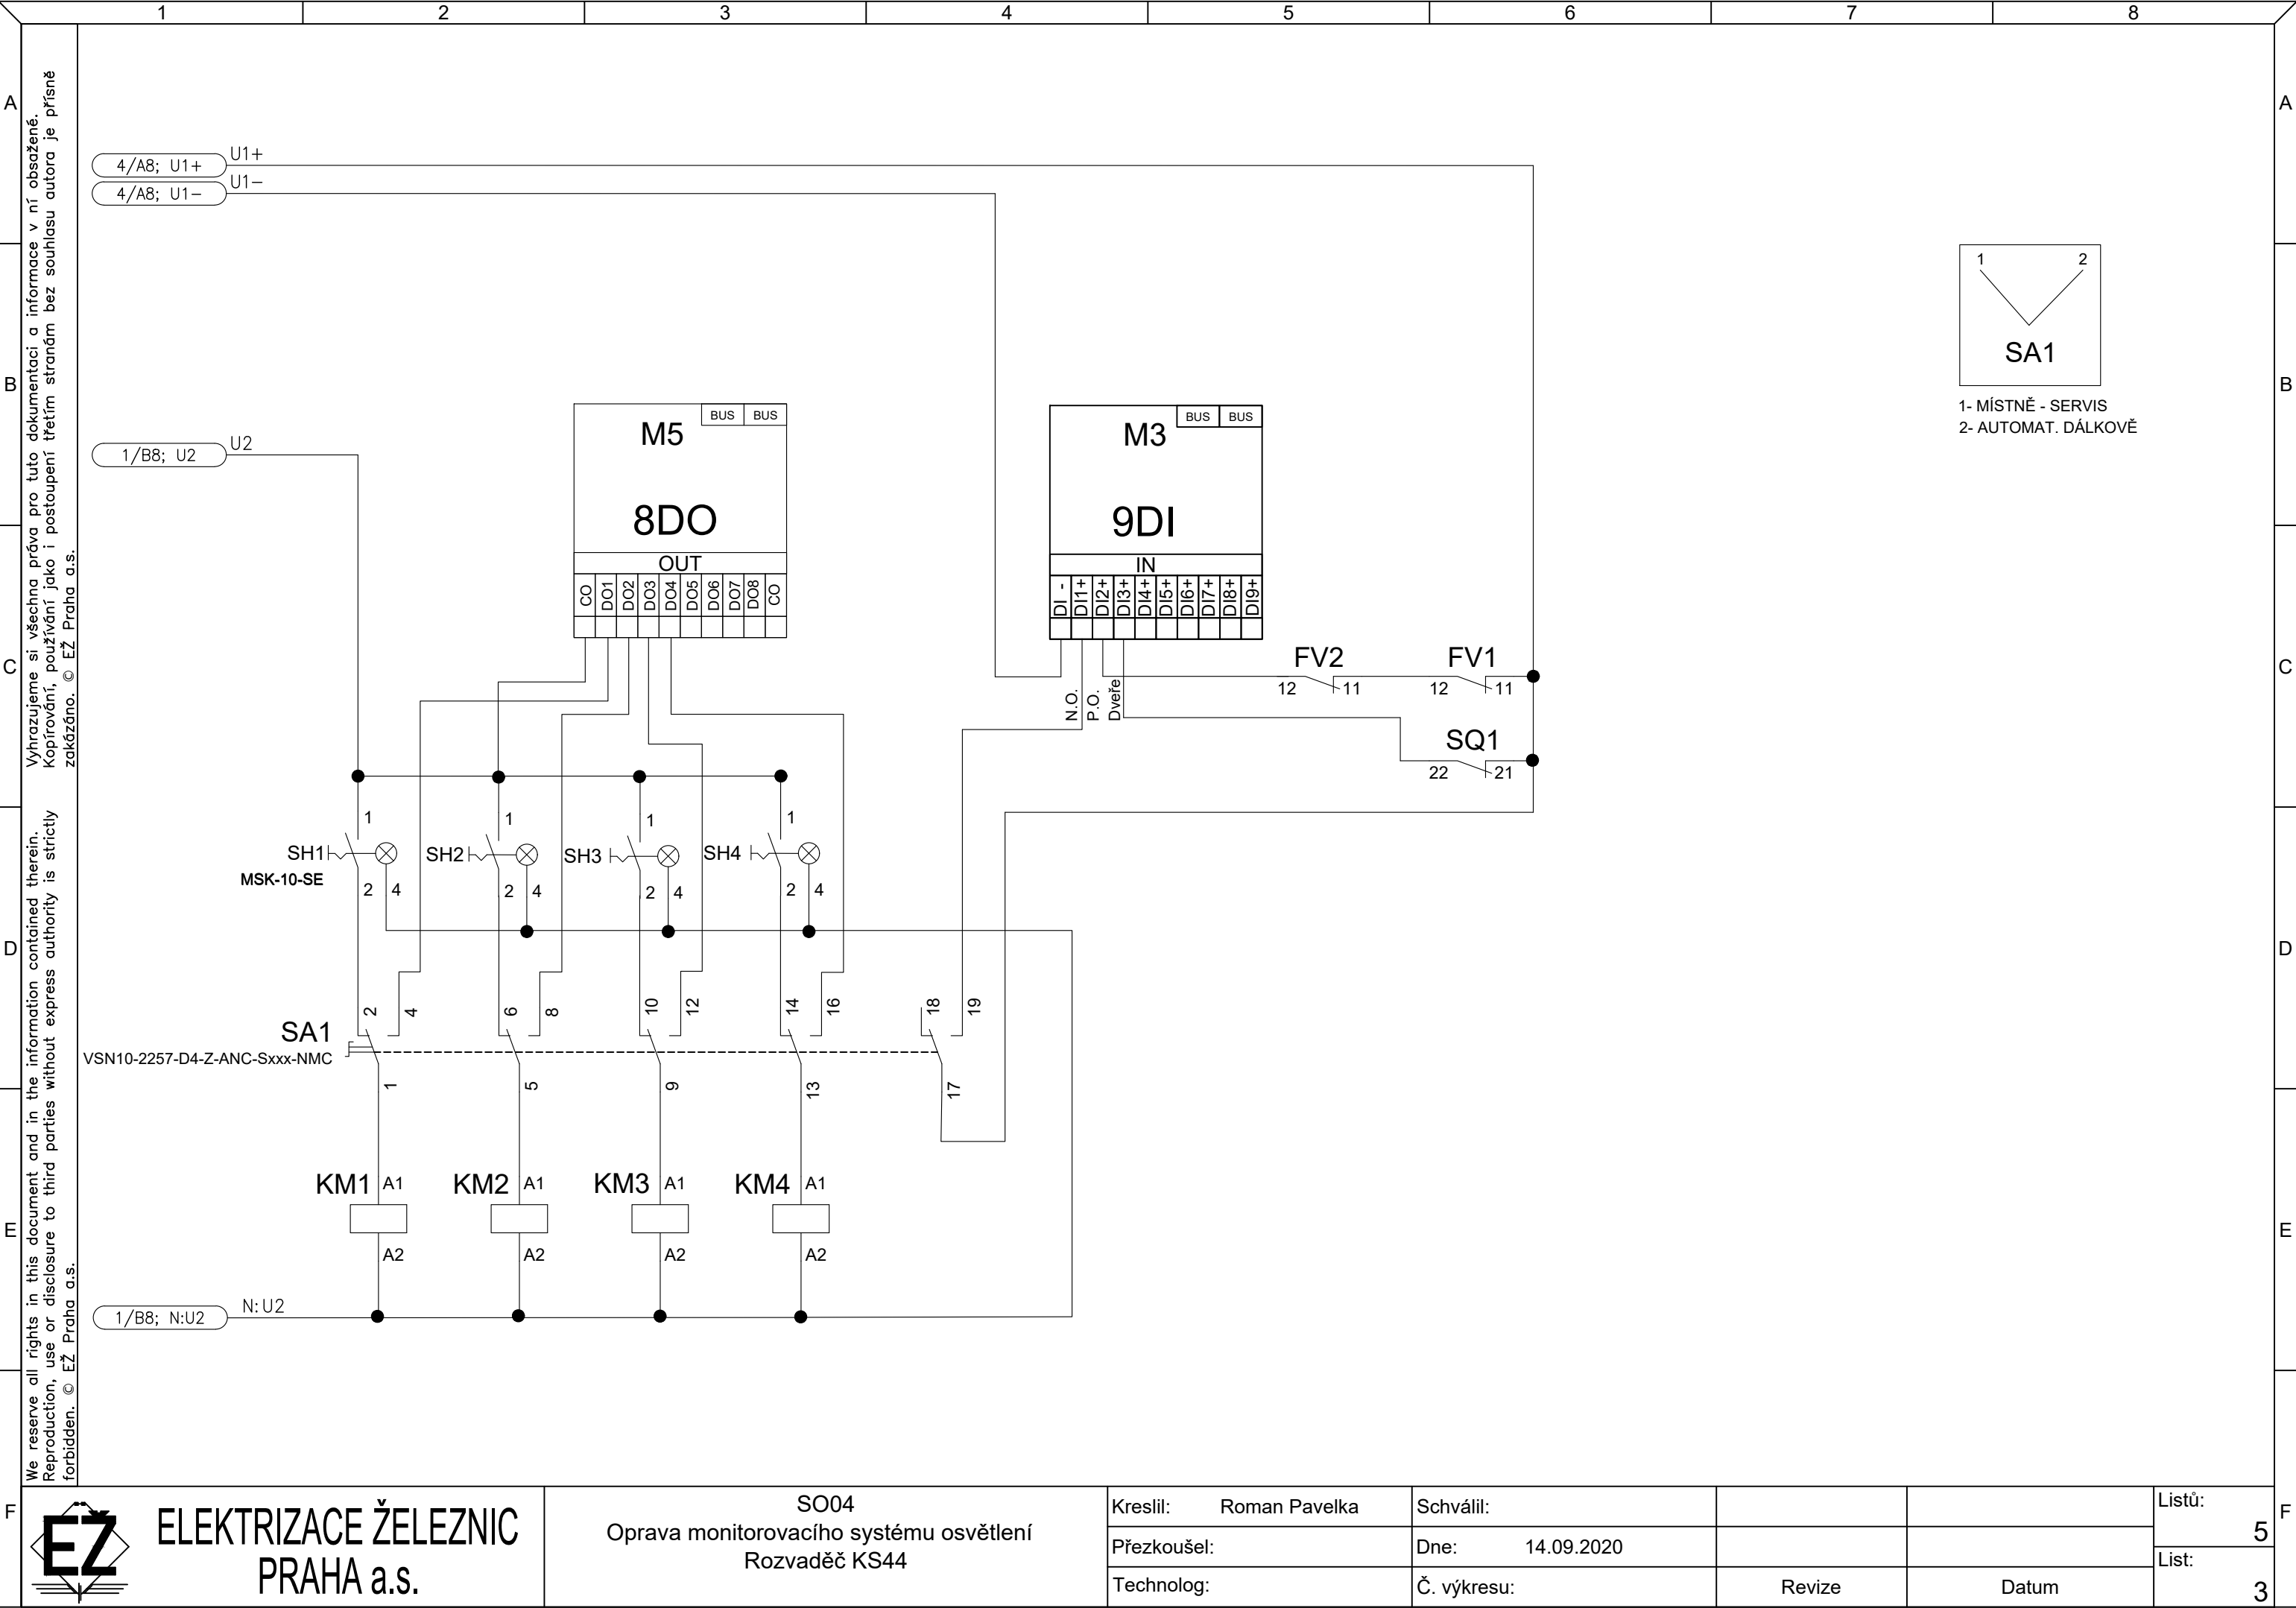 1 2 3 4 5 6 7 8
A A
B B
C C
D D
E E
F F
Vyhrazujeme si všechna práva pro tuto dokumentaci a informace v ní obsažené.
Kopírování, používání jako i postoupení třetím stranám bez souhlasu autora je přísně
zakázáno. © EŽ Praha a.s.
We reserve all rights in this document and in the information contained therein.
Reproduction, use or disclosure to third parties without express authority is strictly
forbidden. © EŽ Praha a.s.
4/A8; U1+ U1+
4/A8; U1− U1−
1 2
SA1
1- MÍSTNĚ - SERVIS
2- AUTOMAT. DÁLKOVĚ
1/B8; U2 U2
M5 BUS BUS
8DO
OUT
CO DO1 DO2 DO3 DO4 DO5 DO6 DO7 DO8 CO
M3 BUS BUS
9DI
IN
DI - DI1+ DI2+ DI3+ DI4+ DI5+ DI6+ DI7+ DI8+ DI9+
N.O. P.O. Dveře
FV2 FV1
12 11 12 11
SQ1
22 21
1 1 1 1
SH1 SH2 SH3 SH4
MSK-10-SE
2 4 2 4 2 4 2 4
2 4 6 8 10 12 14 16 18 19
SA1
VSN10-2257-D4-Z-ANC-Sxxx-NMC
1 5 9 13 17
KM1 A1 KM2 A1 KM3 A1 KM4 A1
A2 A2 A2 A2
1/B8; N:U2 N:U2
EŽ
ELEKTRIZACE ŽELEZNIC
PRAHA a.s.
SO04
Oprava monitorovacího systému osvětlení
Rozvaděč KS44
Kreslil: Roman Pavelka
Přezkoušel:
Technolog:
Schválil:
Dne: 14.09.2020
Č. výkresu:
Revize Datum
Listů:
5
List:
3